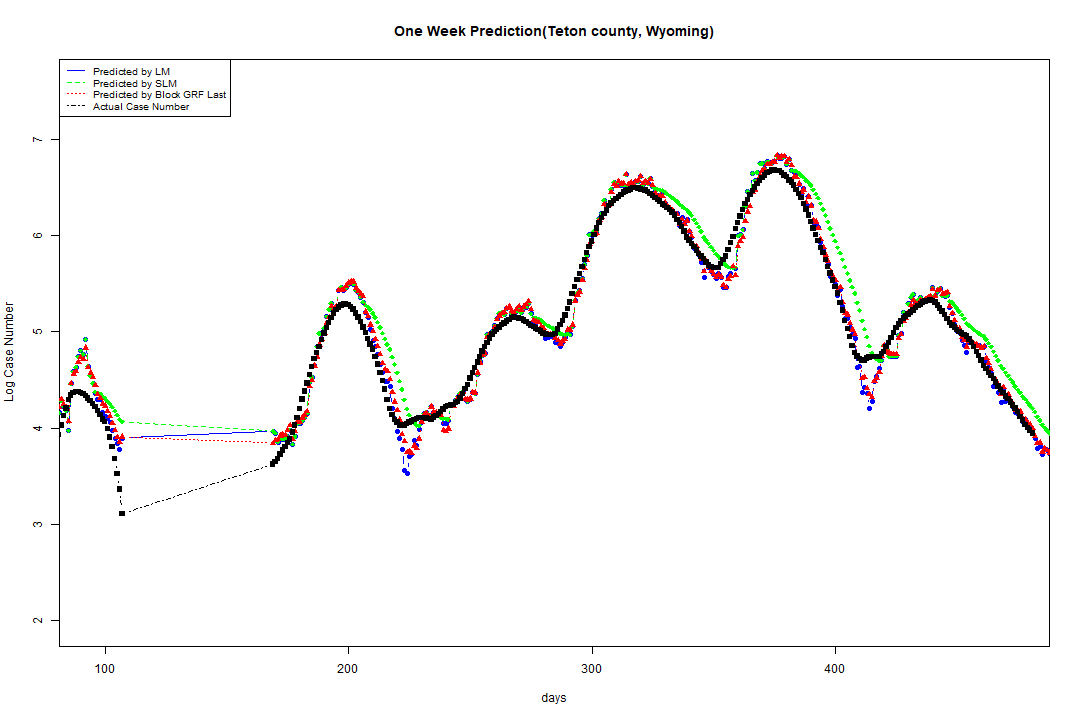 One Week Prediction(Teton county, Wyoming)
Predicted by LM
Predicted by SLM
Predicted by Block GRF Last
Actual Case Number
Log Case Number
7
6
5
4
3
2
100 200 300 400
days